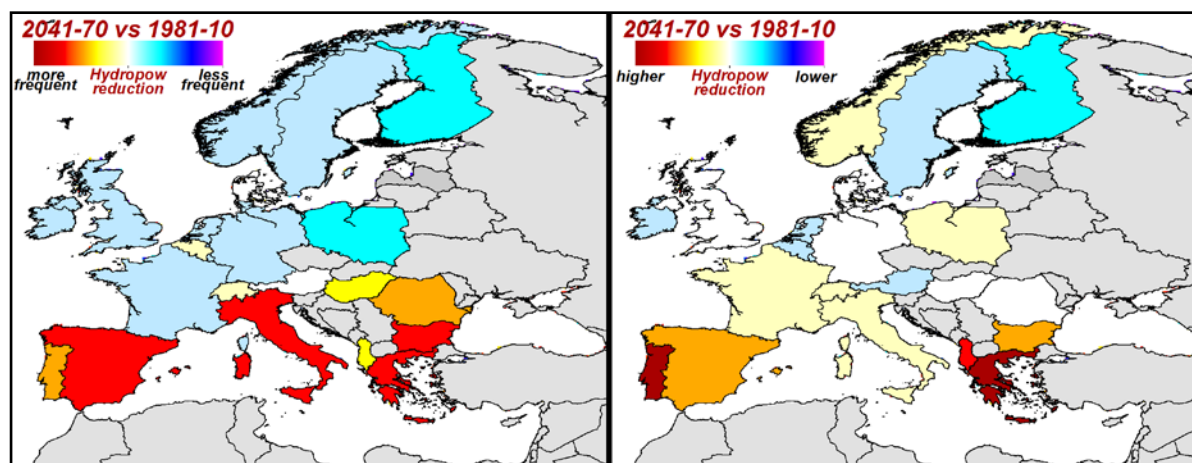 2041-70 vs 1981-10
more frequent
Hydropow reduction
less frequent
2041-70 vs 1981-10
higher
Hydropow reduction
lower